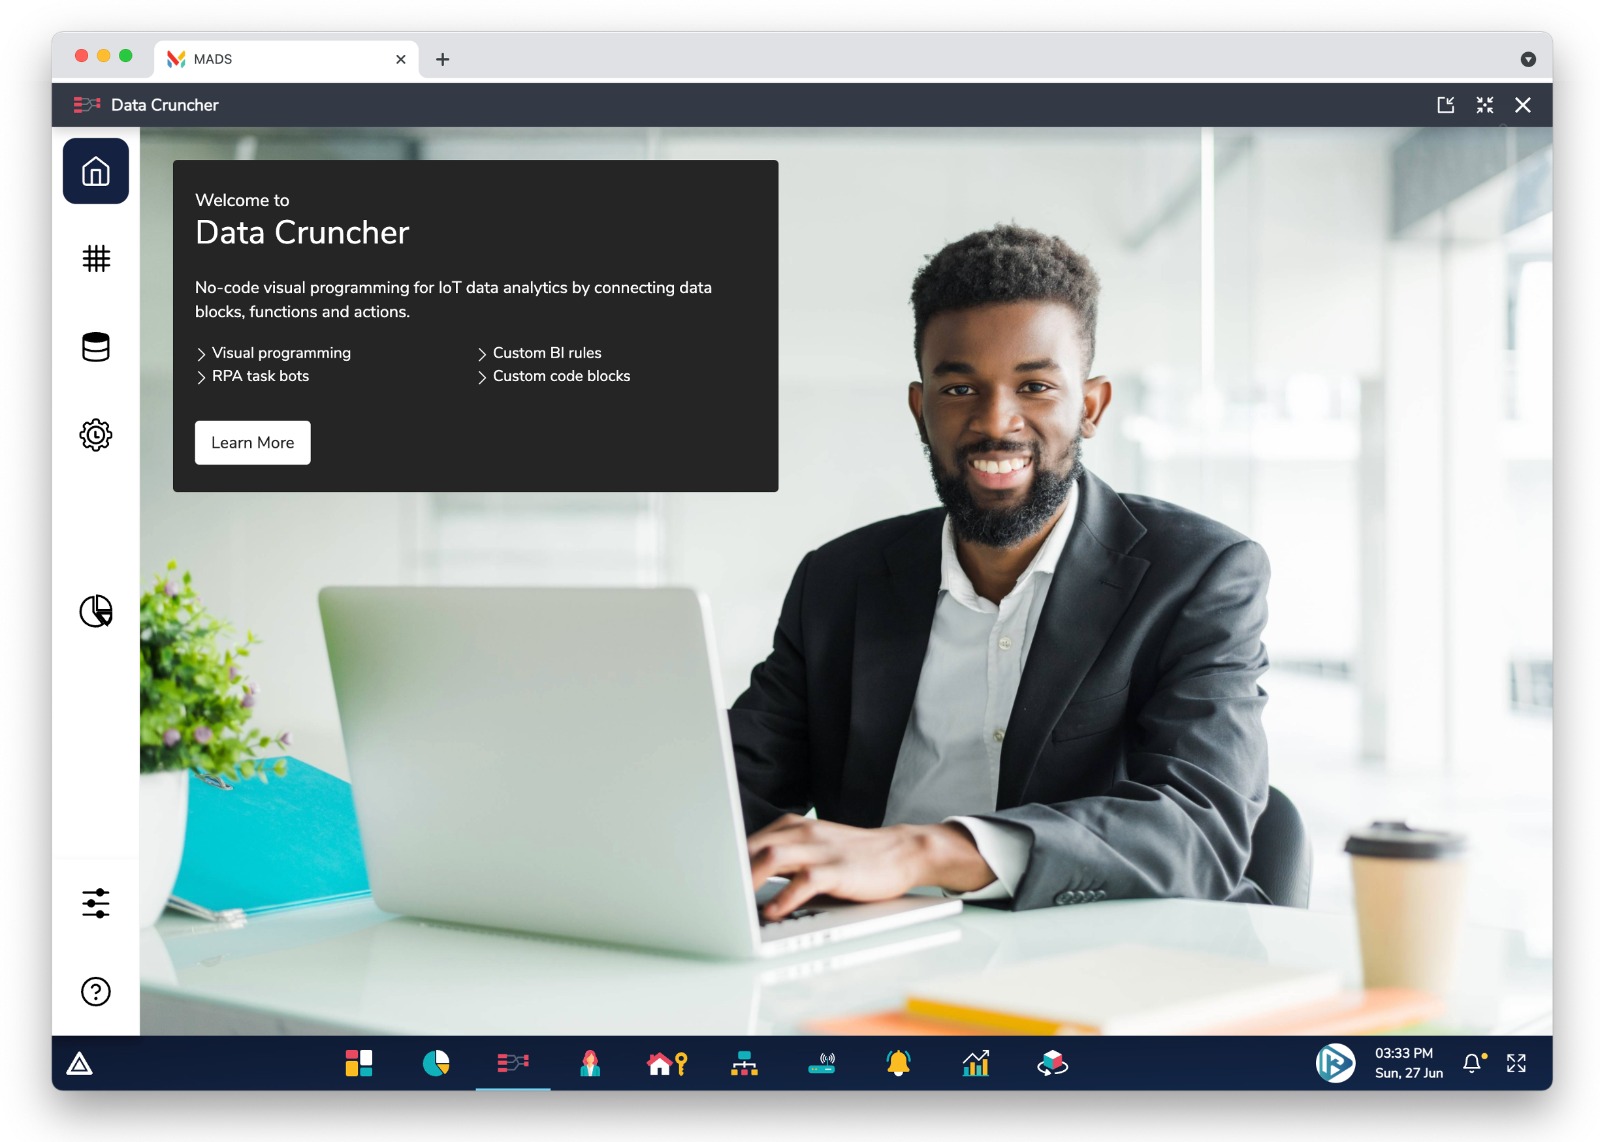 MADS
Data Cruncher
Welcome to
Data Cruncher
No-code visual programming for IoT data analytics by connecting data
blocks, functions and actions.
Visual programming
Custom BI rules
RPA task bots
Custom code blocks
Learn More
03:33 PM
Sun, 27 Jun